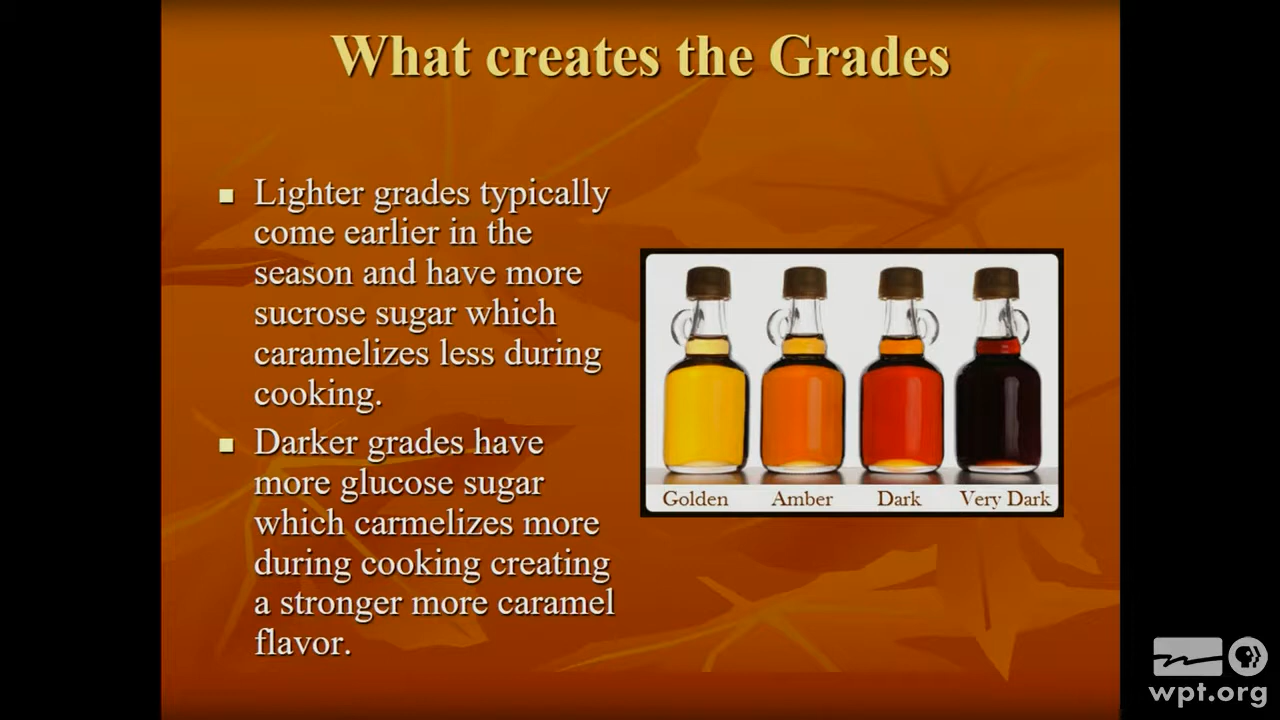 What creates the Grades
Lighter grades typically
come earlier in the
season and have more
sucrose sugar which
caramelizes less during
cooking.
Darker grades have
more glucose sugar
which carmelizes more
during cooking creating
a stronger more caramel
flavor.
Golden Amber Dark Very Dark
wpt.org